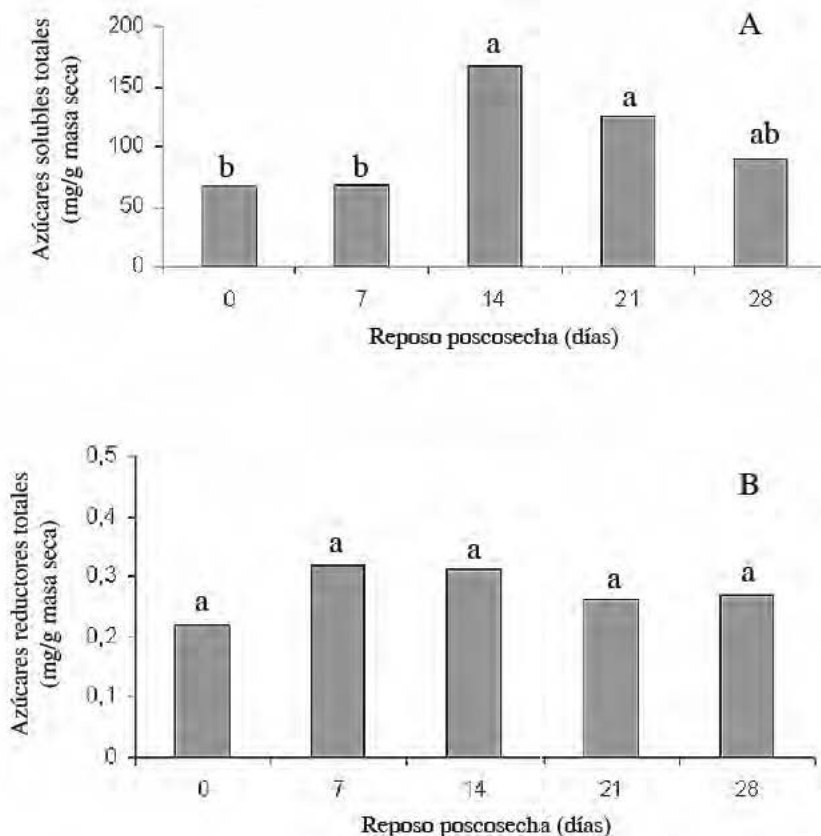 A
Azúcares solubles totales
(mg/g masa seca)
200
150
100
50
0
b
b
a
a
ab
0 7 14 21 28
Reposo poscosecha (días)
B
Azúcares reductores totales
(mg/g masa seca)
0,5
0,4
0,3
0,2
0,1
0
a
a
a
a
a
0 7 14 21 28
Reposo poscosecha (días)